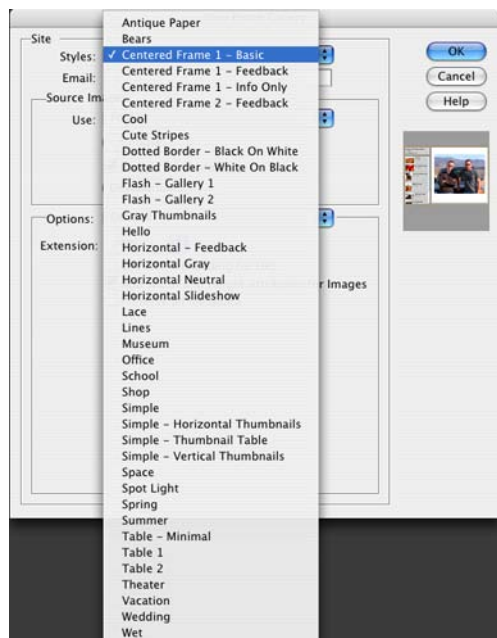 Antique Paper
Bears
Site
Styles: ✓ Centered Frame 1 – Basic
OK
Email:
Centered Frame 1 – Feedback
Cancel
Centered Frame 1 – Info Only
Source Im
Centered Frame 2 – Feedback
Help
Use:
Cool
Cute Stripes
Dotted Border – Black On White
Dotted Border – White On Black
Flash – Gallery 1
Flash – Gallery 2
Options:
Gray Thumbnails
Hello
Extension:
Horizontal – Feedback
Horizontal Gray
Horizontal Neutral
Horizontal Slideshow
r Images
Lace
Lines
Museum
Office
School
Shop
Simple
Simple – Horizontal Thumbnails
Simple – Thumbnail Table
Simple – Vertical Thumbnails
Space
Spot Light
Spring
Summer
Table – Minimal
Table 1
Table 2
Theater
Vacation
Wedding
Wet